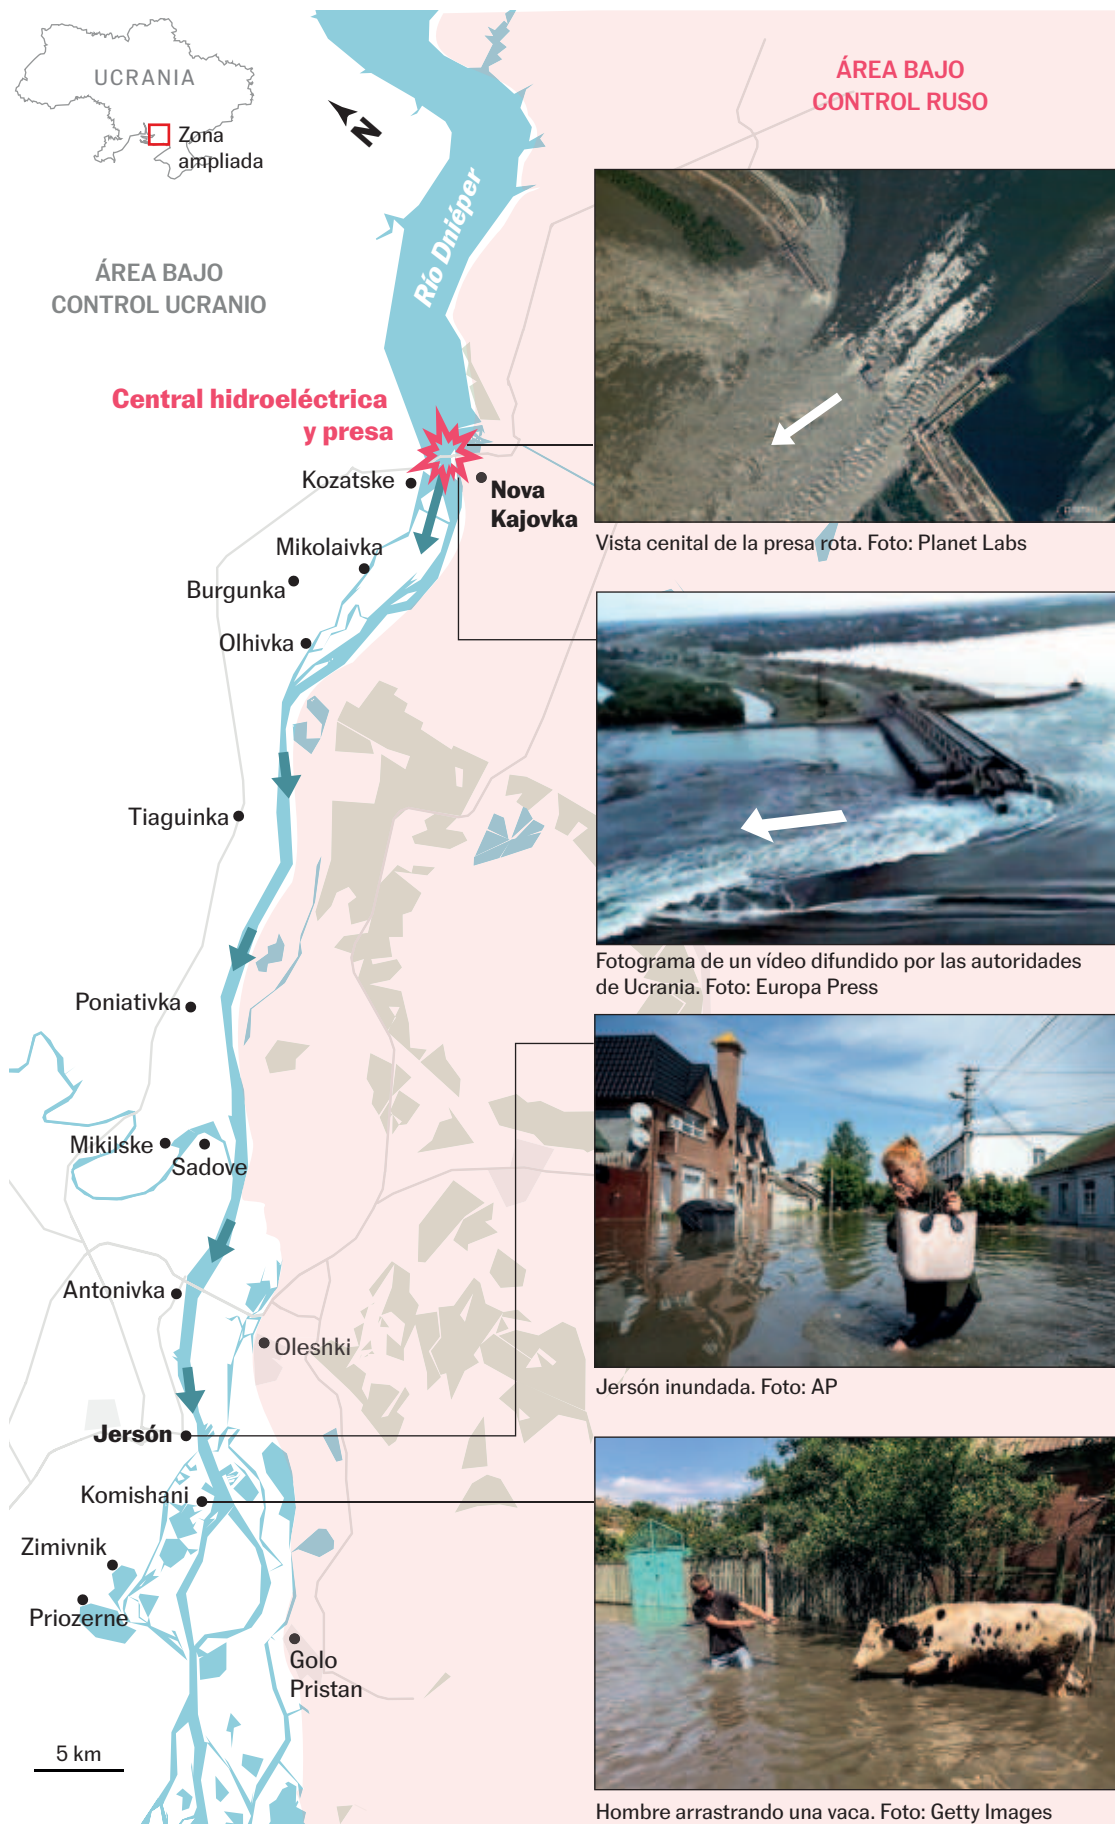 UCRANIA
Zona
ampliada
N
ÁREA BAJO
CONTROL RUSO
ÁREA BAJO
CONTROL UCRANIO
Río Dniéper
Central hidroeléctrica
y presa
Kozatske
Nova
Kajovka
Mikolaivka
Burgunka
Olhivka
Tiaguinka
Poniativka
Mikilske
Sadove
Antonivka
Oleshki
Jersón
Komishani
Zimivnik
Priozerne
Golo
Pristan
5 km
Vista cenital de la presa rota. Foto: Planet Labs
Fotograma de un vídeo difundido por las autoridades
de Ucrania. Foto: Europa Press
Jersón inundada. Foto: AP
Hombre arrastrando una vaca. Foto: Getty Images